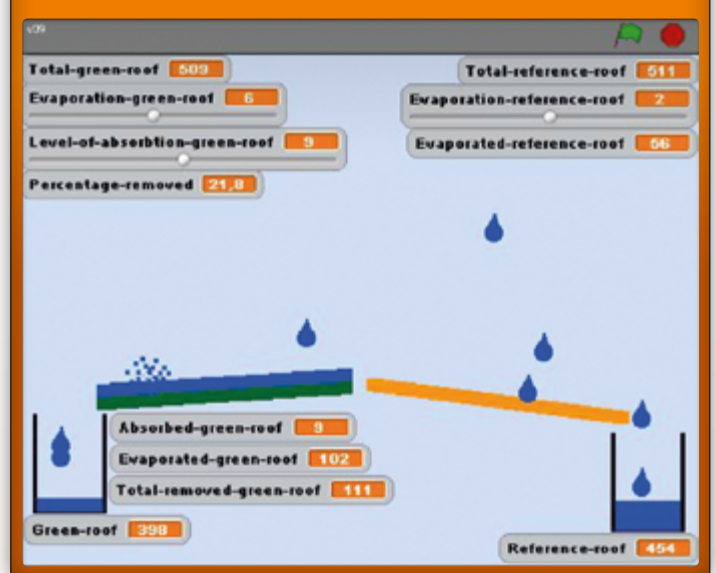 v39
Total-green-roof 509
Total-reference-roof 511
Evaporation-green-roof 6
Evaporation-reference-roof 2
Level-of-absorbtion-green-roof 9
Evaporated-reference-roof 56
Percentage-removed 21,8
Absorbed-green-roof 9
Evaporated-green-roof 102
Total-removed-green-roof 111
Green-roof 398
Reference-roof 454